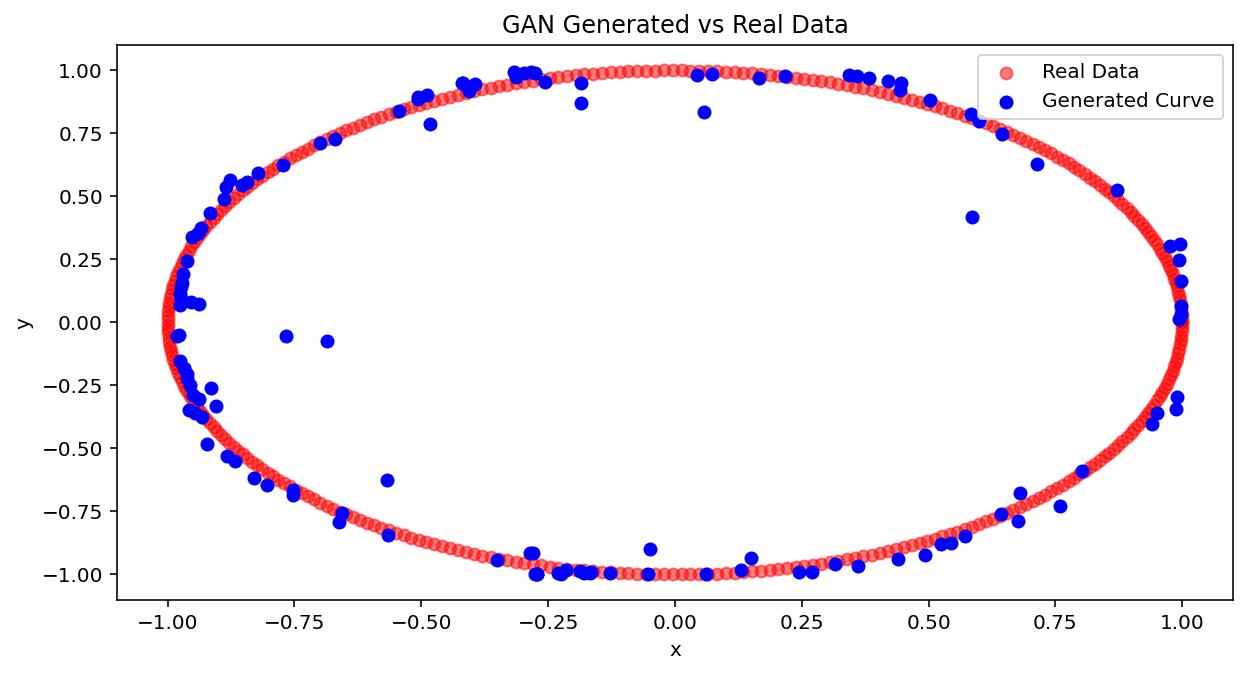 GAN Generated vs Real Data
Real Data
Generated Curve
1.00
0.75
0.50
0.25
0.00
−0.25
−0.50
−0.75
−1.00
y
−1.00 −0.75 −0.50 −0.25 0.00 0.25 0.50 0.75 1.00
x